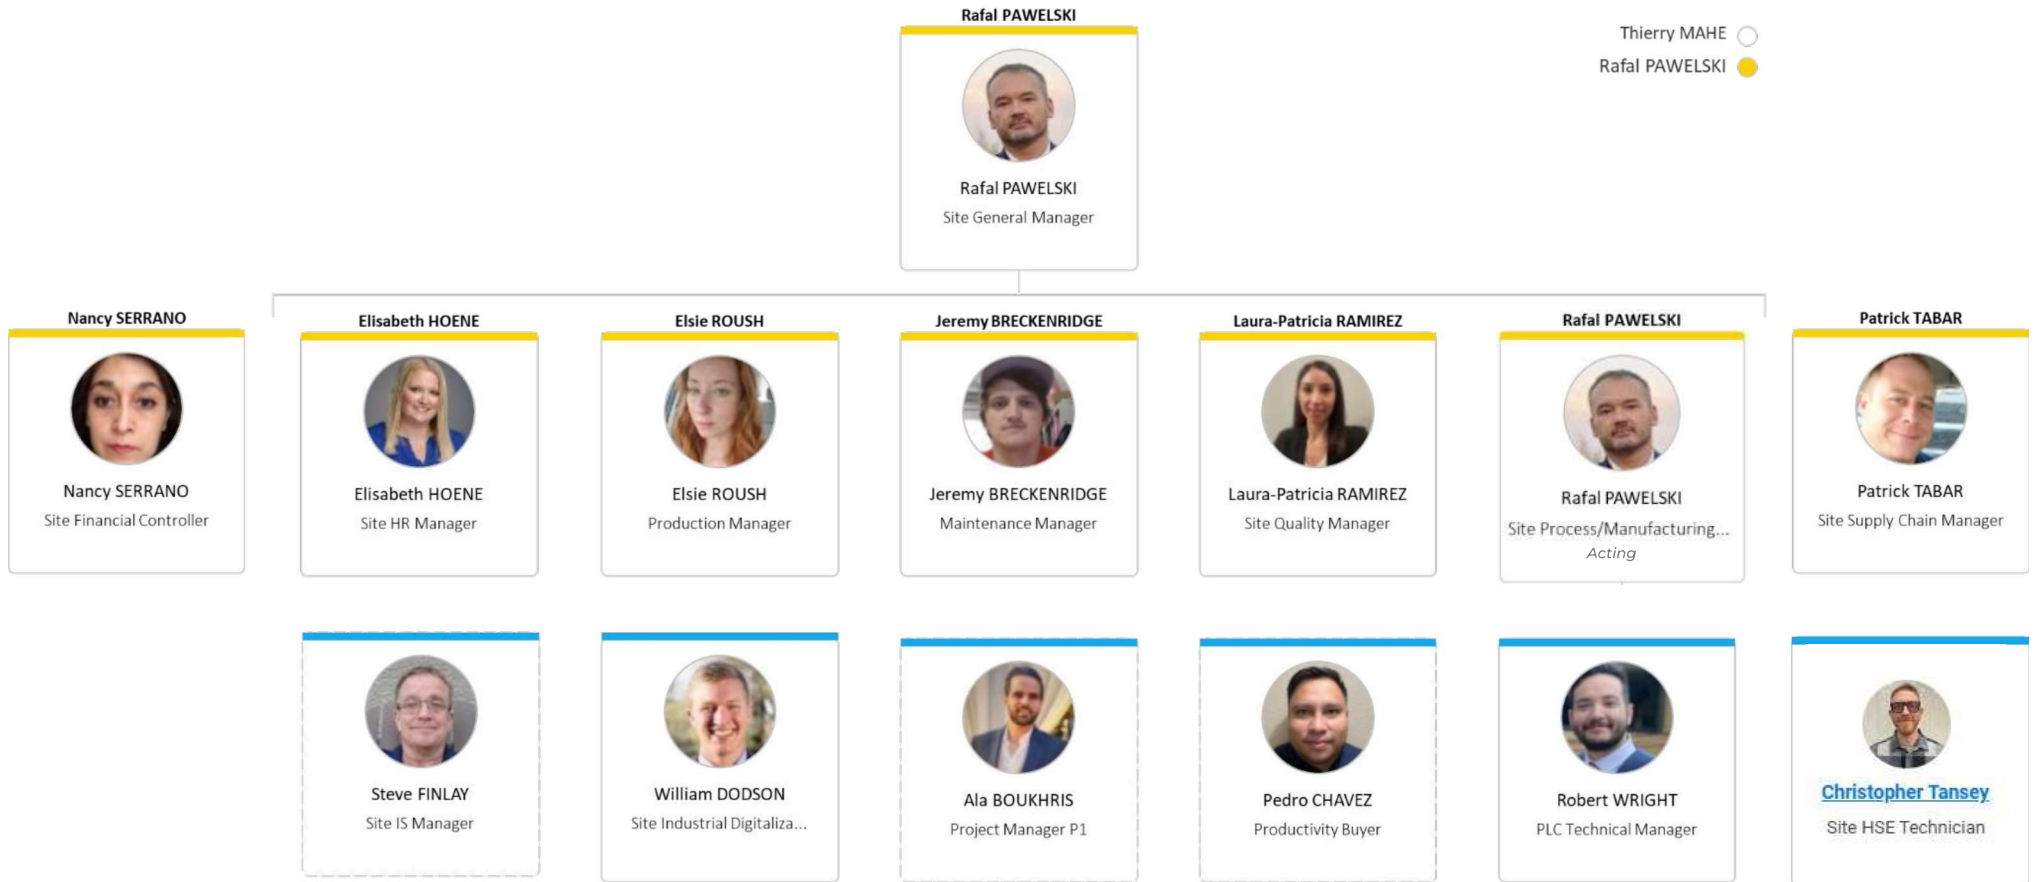 Rafal PAWELSKI
Thierry MAHE
Rafal PAWELSKI
Rafal PAWELSKI
Site General Manager
Nancy SERRANO
Elisabeth HOENE
Elsie ROUSH
Jeremy BRECKENRIDGE
Laura-Patricia RAMIREZ
Rafal PAWELSKI
Patrick TABAR
Nancy SERRANO
Site Financial Controller
Elisabeth HOENE
Site HR Manager
Elsie ROUSH
Production Manager
Jeremy BRECKENRIDGE
Maintenance Manager
Laura-Patricia RAMIREZ
Site Quality Manager
Rafal PAWELSKI
Site Process/Manufacturing...
Acting
Patrick TABAR
Site Supply Chain Manager
Steve FINLAY
Site IS Manager
William DODSON
Site Industrial Digitaliza...
Ala BOUKHRIS
Project Manager P1
Pedro CHAVEZ
Productivity Buyer
Robert WRIGHT
PLC Technical Manager
Christopher Tansey
Site HSE Technician